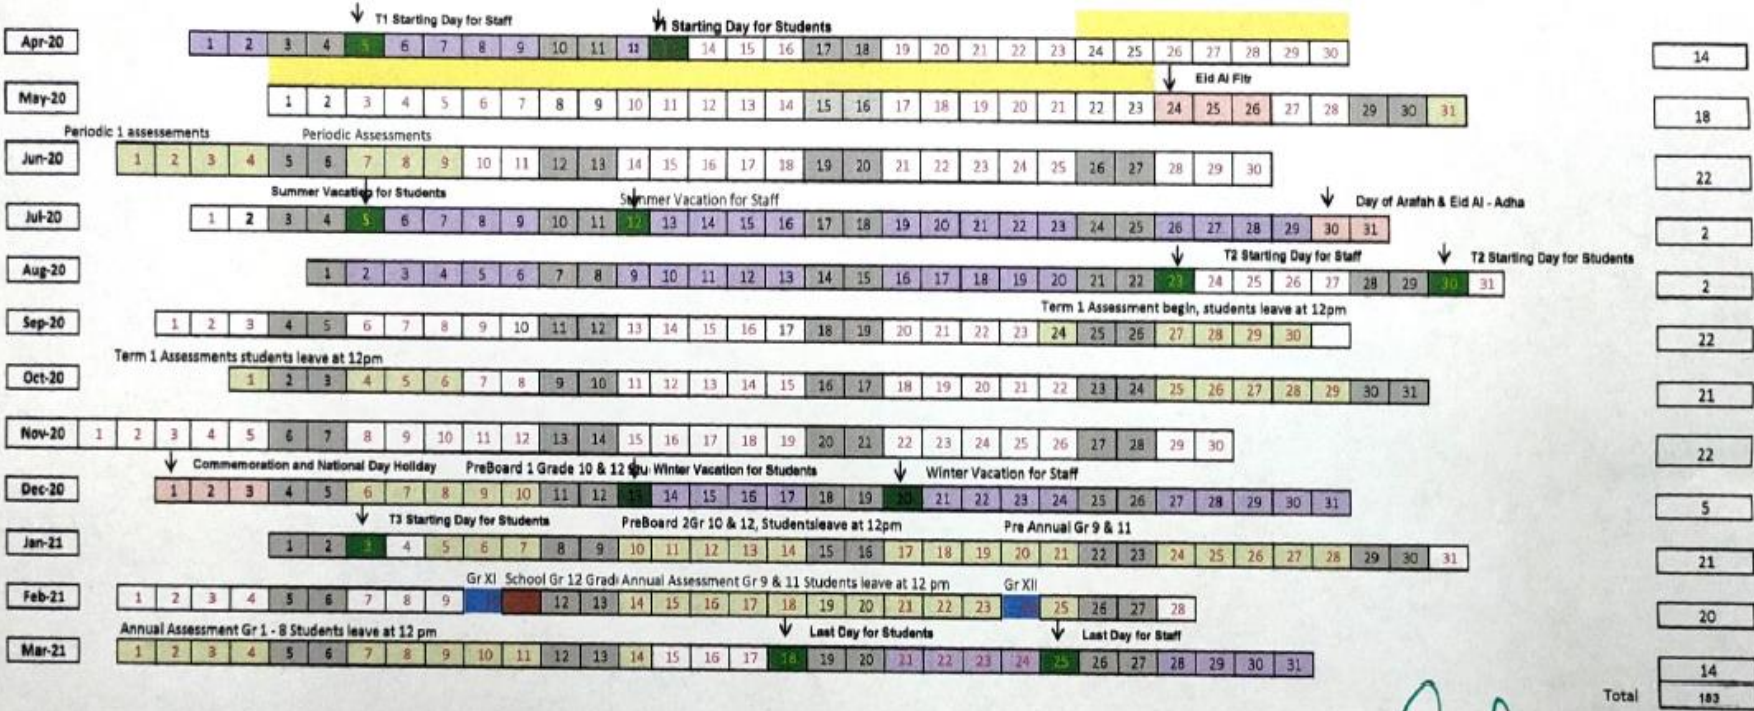 T1 Starting Day for Staff Starting Day for Students
Apr-20 1 2 3 4 5 6 7 8 9 10 11 12 14 15 16 17 18 19 20 21 22 23 24 25 26 27 28 29 30 14
Eid Al Fitr
May-20 1 2 3 4 5 6 7 8 9 10 11 12 13 14 15 16 17 18 19 20 21 22 23 24 25 26 27 28 29 30 31 18
Periodic 1 assessements Periodic Assessments
Jun-20 1 2 3 4 5 6 7 8 9 10 11 12 13 14 15 16 17 18 19 20 21 22 23 24 25 26 27 28 29 30 22
Summer Vacation for Students Summer Vacation for Staff Day of Arafah & Eid Al - Adha
Jul-20 1 2 3 4 5 6 7 8 9 10 11 12 13 14 15 16 17 18 19 20 21 22 23 24 25 26 27 28 29 30 31 2
T2 Starting Day for Staff T2 Starting Day for Students
Aug-20 1 2 3 4 5 6 7 8 9 10 11 12 13 14 15 16 17 18 19 20 21 22 23 24 25 26 27 28 29 30 31 2
Term 1 Assessment begin, students leave at 12pm
Sep-20 1 2 3 4 5 6 7 8 9 10 11 12 13 14 15 16 17 18 19 20 21 22 23 24 25 26 27 28 29 30 22
Term 1 Assessments students leave at 12pm
Oct-20 1 2 3 4 5 6 7 8 9 10 11 12 13 14 15 16 17 18 19 20 21 22 23 24 25 26 27 28 29 30 31 21
Nov-20 1 2 3 4 5 6 7 8 9 10 11 12 13 14 15 16 17 18 19 20 21 22 23 24 25 26 27 28 29 30 22
Commemoration and National Day Holiday PreBoard 1 Grade 10 & 12 Winter Vacation for Students Winter Vacation for Staff
Dec-20 1 2 3 4 5 6 7 8 9 10 11 12 13 14 15 16 17 18 19 20 21 22 23 24 25 26 27 28 29 30 31 5
T3 Starting Day for Students PreBoard 2Gr 10 & 12, Studentsleave at 12pm Pre Annual Gr 9 & 11
Jan-21 1 2 3 4 5 6 7 8 9 10 11 12 13 14 15 16 17 18 19 20 21 22 23 24 25 26 27 28 29 30 31 21
Gr XI School Gr 12 Grad Annual Assessment Gr 9 & 11 Students leave at 12 pm Gr XII
Feb-21 1 2 3 4 5 6 7 8 9 12 13 14 15 16 17 18 19 20 21 22 23 25 26 27 28 20
Annual Assessment Gr 1 - 8 Students leave at 12 pm Last Day for Students Last Day for Staff
Mar-21 1 2 3 4 5 6 7 8 9 10 11 12 13 14 15 16 17 18 19 20 21 22 23 24 25 26 27 28 29 30 31 14
Total 183